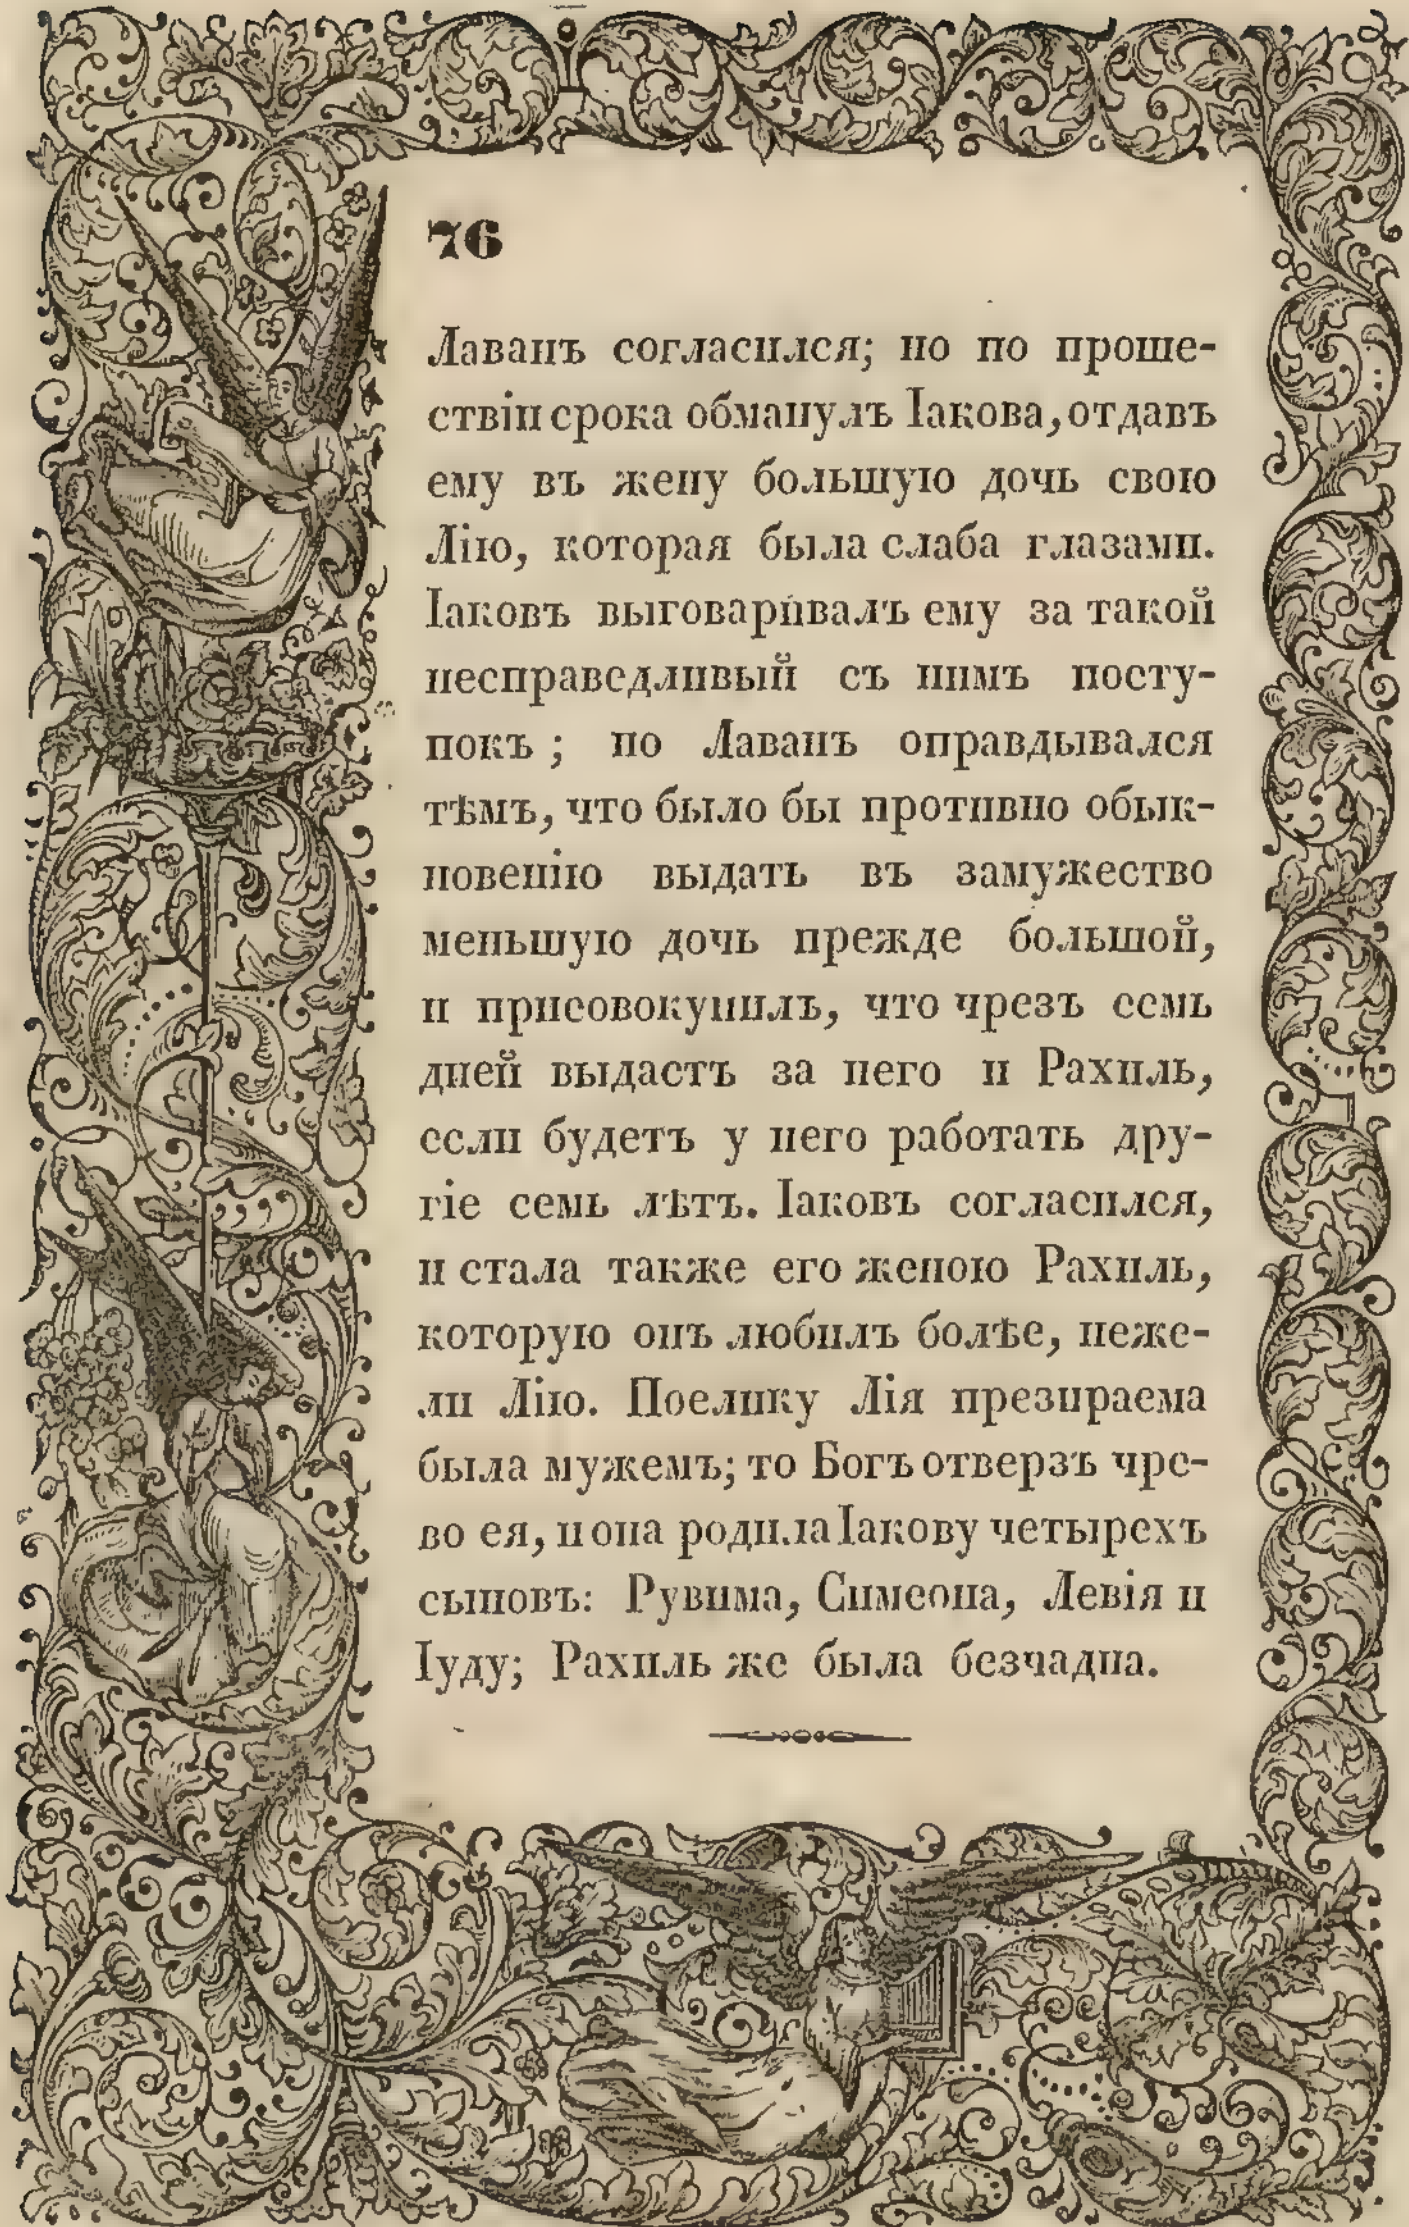 76
Лаванъ согласился; но по проше-
ствіи срока обманулъ Іакова, отдавъ
ему въ жену большую дочь свою
Лію, которая была слаба глазами.
Іаковъ выговаривалъ ему за такой
несправедливый съ нимъ посту-
покъ ; но Лаванъ оправдывался
тѣмъ, что было бы противно обык-
новенію выдать въ замужество
меньшую дочь прежде большой,
и присовокупилъ, что чрезъ семь
дней выдастъ за него и Рахиль,
если будетъ у него работать дру-
гіе семь лѣтъ. Іаковъ согласился,
и стала также его женою Рахиль,
которую онъ любилъ болѣе, неже-
ли Лію. Поелику Лія презираема
была мужемъ; то Богъ отверзъ чре-
во ея, и она родила Іакову четырехъ
сыновъ: Рувима, Симеона, Левія и
Іуду; Рахиль же была безчадна.